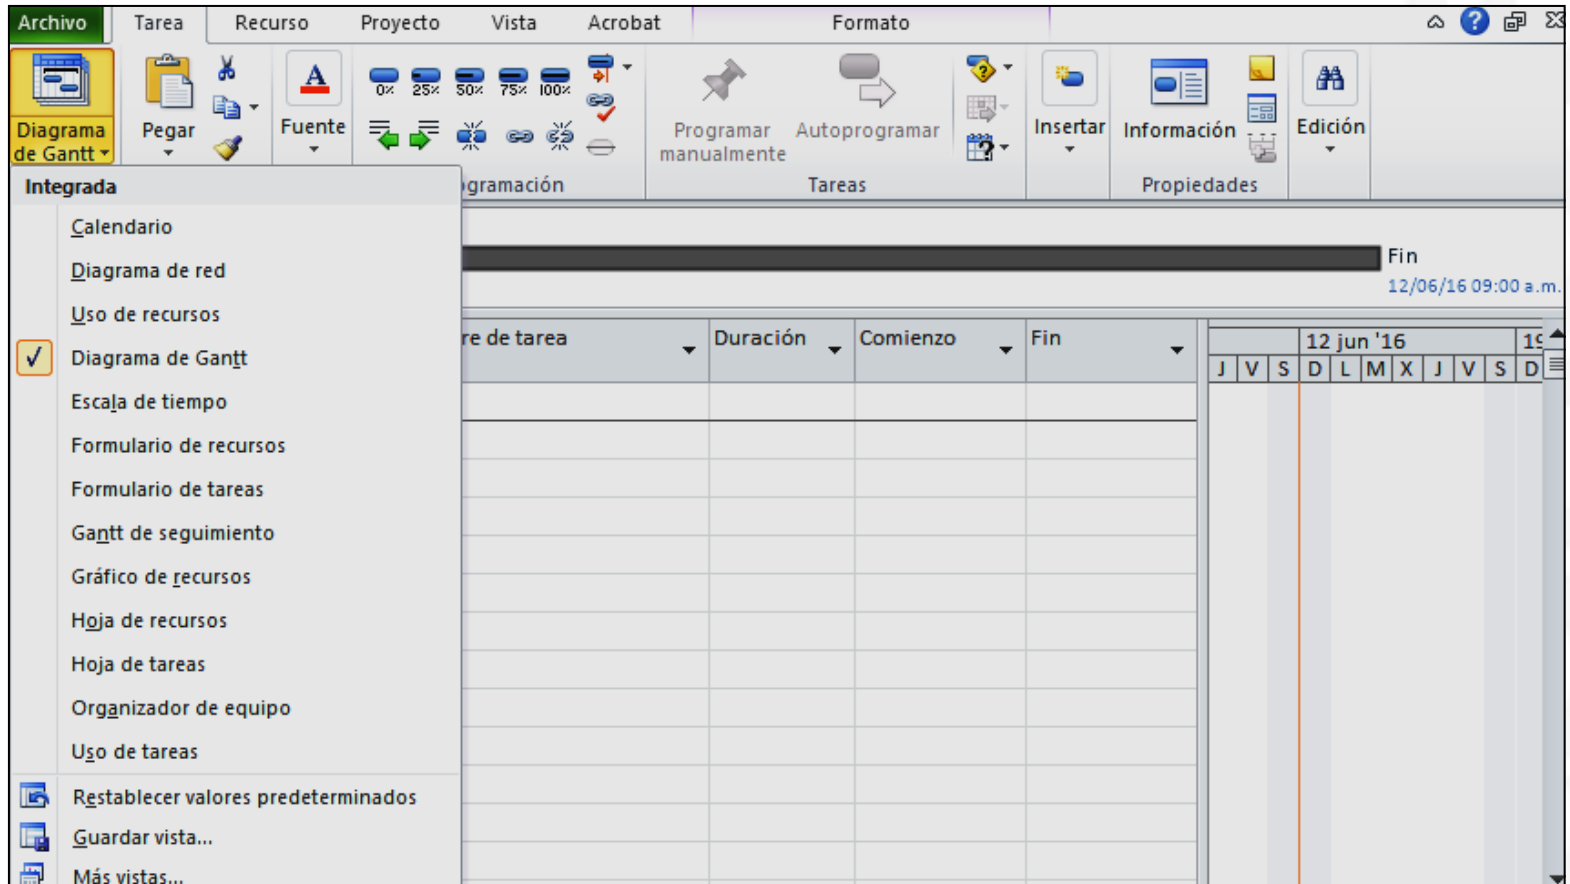 Archivo Tarea Recurso Proyecto Vista Acrobat Formato
0% 25% 50% 75% 100%
Diagrama de Gantt
Pegar
Fuente
Programar manualmente
Autoprogramar
Insertar
Información
Edición
gramación
Tareas
Propiedades
Integrada
Calendario
Diagrama de red
Uso de recursos
Diagrama de Gantt
Escala de tiempo
Formulario de recursos
Formulario de tareas
Gantt de seguimiento
Gráfico de recursos
Hoja de recursos
Hoja de tareas
Organizador de equipo
Uso de tareas
Restablecer valores predeterminados
Guardar vista...
Más vistas...
Fin
12/06/16 09:00 a.m.
re de tarea Duración Comienzo Fin
12 jun '16 19
J V S D L M X J V S D